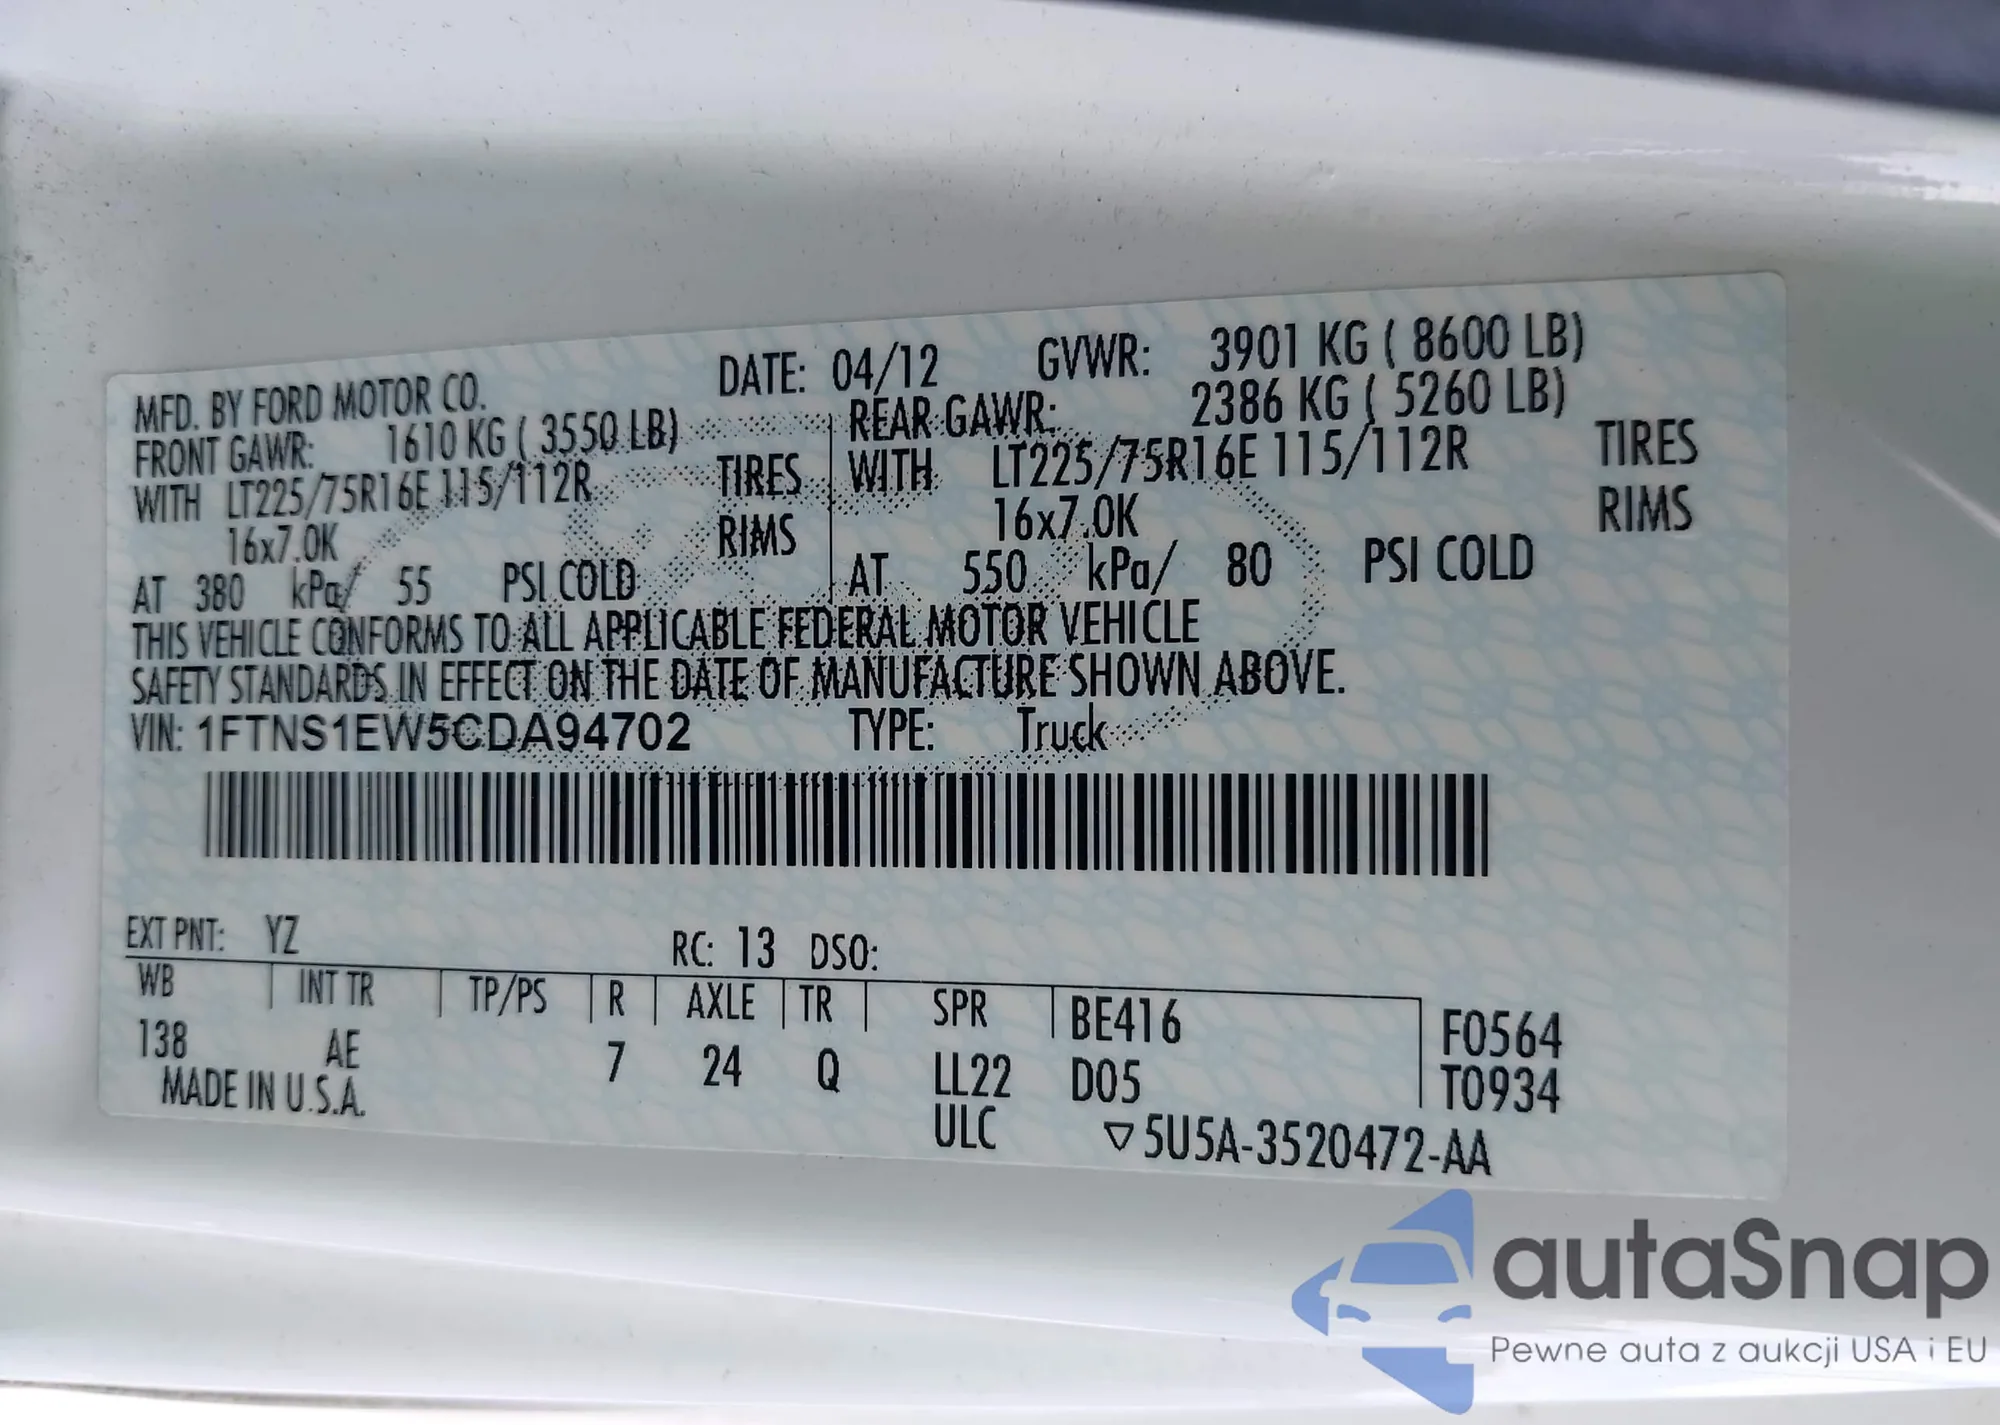 MFD. BY FORD MOTOR CO. DATE: 04/12 GVWR: 3901 KG ( 8600 LB)
FRONT GAWR: 1610 KG ( 3550 LB) REAR GAWR: 2386 KG ( 5260 LB)
WITH LT225/75R16E 115/112R TIRES WITH LT225/75R16E 115/112R TIRES
16x7.0K RIMS 16x7.0K RIMS
AT 380 kPa/ 55 PSI COLD AT 550 kPa/ 80 PSI COLD
THIS VEHICLE CONFORMS TO ALL APPLICABLE FEDERAL MOTOR VEHICLE
SAFETY STANDARDS IN EFFECT ON THE DATE OF MANUFACTURE SHOWN ABOVE.
VIN: 1FTNS1EW5CDA94702 TYPE: Truck
EXT PNT: YZ RC: 13 DSO:
WB INT TR TP/PS R AXLE TR SPR BE416 F0564
138 AE 7 24 Q LL22 D05 T0934
MADE IN U.S.A. ULC ▽5U5A-3520472-AA
autaSnap
Pewne auta z aukcji USA i EU